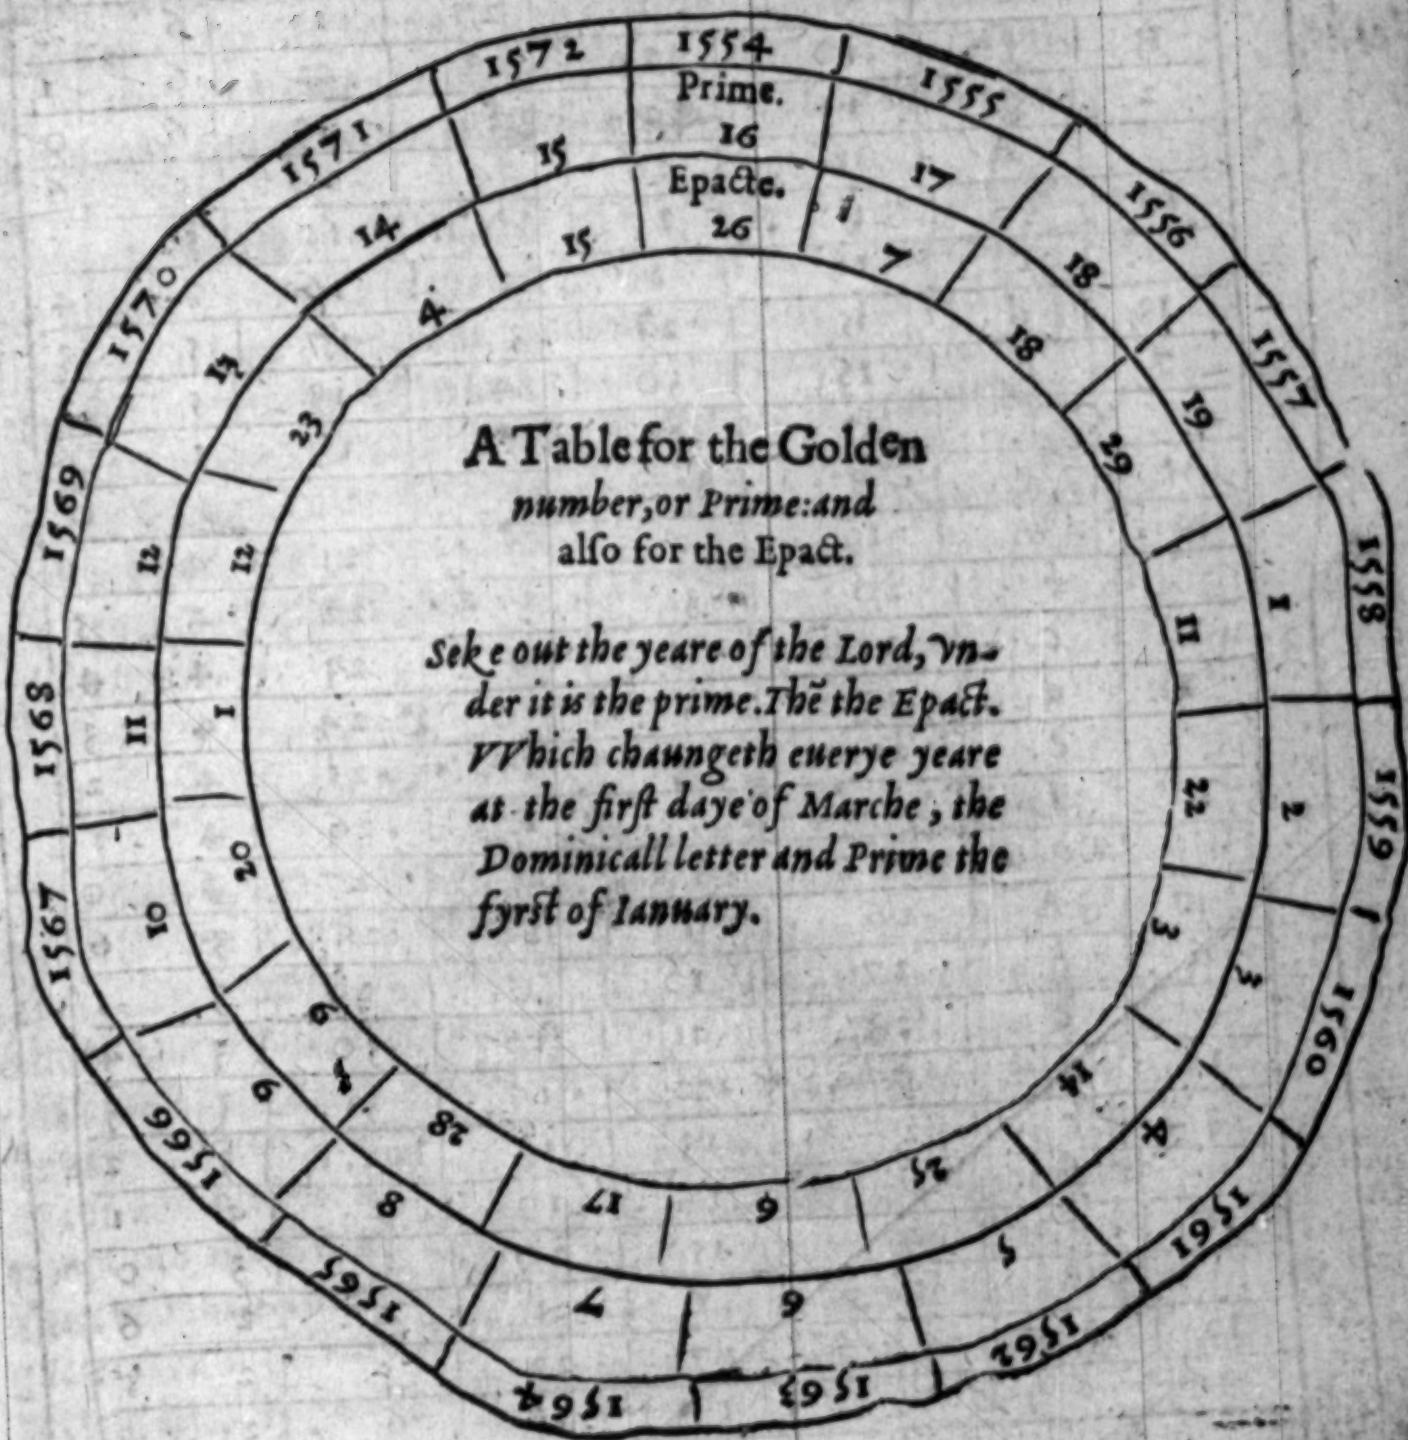 1554 1555 1556 1557 1558 1559 1560 1561 1562 1563 1564 1565 1566 1567 1568 1569 1570 1571 1572
Prime.
16 17 18 19 1 2 3 4 5 6 7 8 9 10 11 12 13 14 15
Epacte.
26 7 18 29 11 22 3 14 25 6 17 28 9 20 1 12 23 4 15
A Table for the Golden
number, or Prime: and
alſo for the Epact.
Seke out the yeare of the Lord, vn-
der it is the prime. Thē the Epact.
VVhich chaungeth euerye yeare
at the firſt daye of Marche, the
Dominicall letter and Prime the
fyrſt of Ianuary.